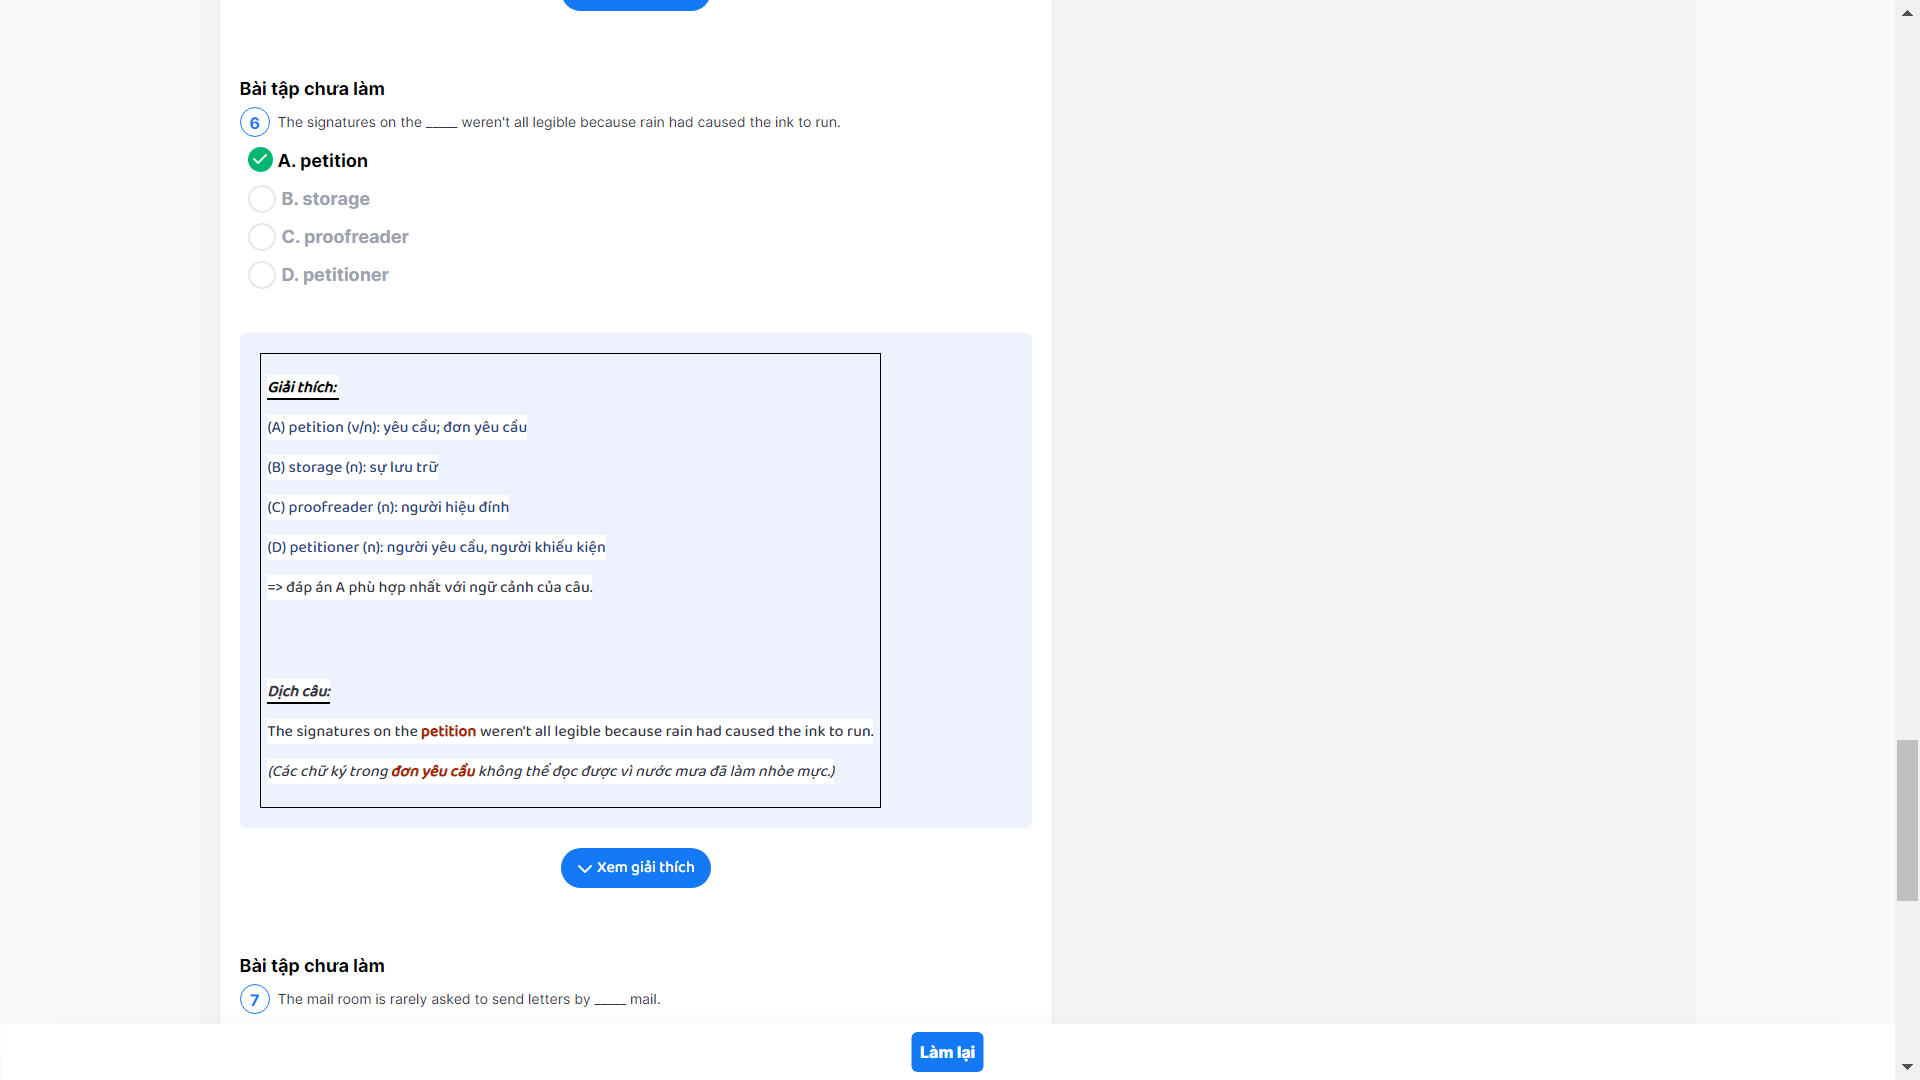 Bài tập chưa làm
6 The signatures on the _____ weren't all legible because rain had caused the ink to run.
A. petition
B. storage
C. proofreader
D. petitioner
Giải thích:
(A) petition (v/n): yêu cầu; đơn yêu cầu
(B) storage (n): sự lưu trữ
(C) proofreader (n): người hiệu đính
(D) petitioner (n): người yêu cầu, người khiếu kiện
=> đáp án A phù hợp nhất với ngữ cảnh của câu.
Dịch câu:
The signatures on the petition weren't all legible because rain had caused the ink to run.
(Các chữ ký trong đơn yêu cầu không thể đọc được vì nước mưa đã làm nhòe mực.)
Xem giải thích
Bài tập chưa làm
7 The mail room is rarely asked to send letters by _____ mail.
Làm lại